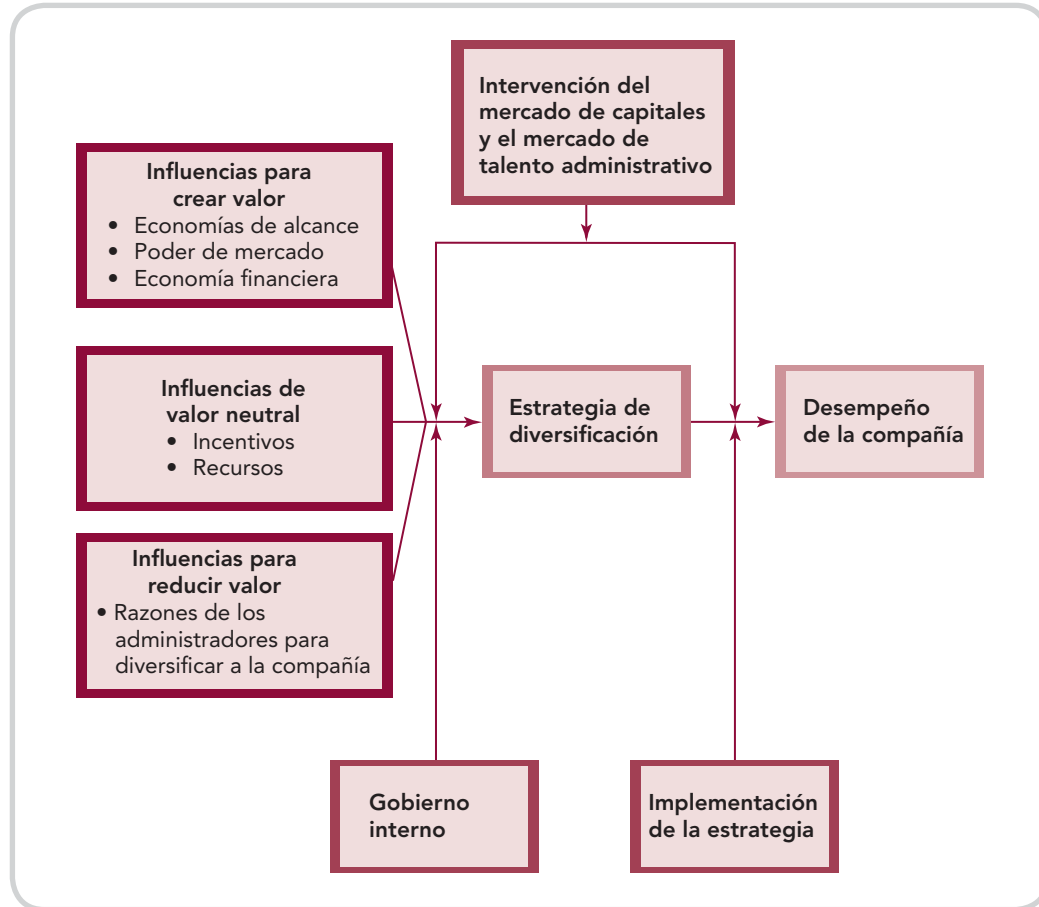 Intervención del
mercado de capitales
y el mercado de
talento administrativo
Influencias para
crear valor
• Economías de alcance
• Poder de mercado
• Economía financiera
Influencias de
valor neutral
• Incentivos
• Recursos
Influencias para
reducir valor
• Razones de los
administradores para
diversificar a la compañía
Estrategia de
diversificación
Desempeño
de la compañía
Gobierno
interno
Implementación
de la estrategia